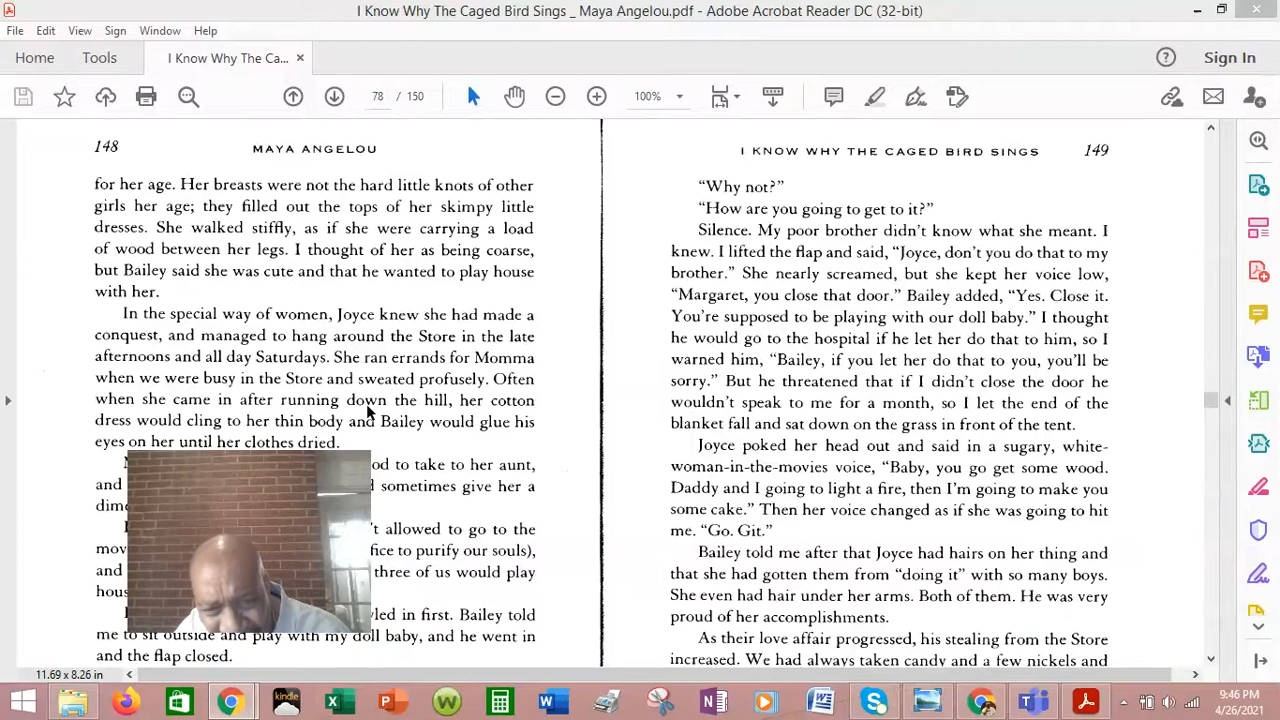 I Know Why The Caged Bird Sings _ Maya Angelou.pdf - Adobe Acrobat Reader DC (32-bit)
File Edit View Sign Window Help
Home Tools I Know Why The Ca... × Sign In
78 / 150 100%
148 MAYA ANGELOU
for her age. Her breasts were not the hard little knots of other
girls her age; they filled out the tops of her skimpy little
dresses. She walked stiffly, as if she were carrying a load
of wood between her legs. I thought of her as being coarse,
but Bailey said she was cute and that he wanted to play house
with her.
In the special way of women, Joyce knew she had made a
conquest, and managed to hang around the Store in the late
afternoons and all day Saturdays. She ran errands for Momma
when we were busy in the Store and sweated profusely. Often
when she came in after running down the hill, her cotton
dress would cling to her thin body and Bailey would glue his
eyes on her until her clothes dried.
to take to her aunt,
and sometimes give her a
allowed to go to the
to purify our souls),
and three of us would play
in first. Bailey told
me to sit outside and play with my doll baby, and he went in
and the flap closed.
I KNOW WHY THE CAGED BIRD SINGS 149
“Why not?”
“How are you going to get to it?”
Silence. My poor brother didn’t know what she meant. I
knew. I lifted the flap and said, “Joyce, don’t you do that to my
brother.” She nearly screamed, but she kept her voice low,
“Margaret, you close that door.” Bailey added, “Yes. Close it.
You’re supposed to be playing with our doll baby.” I thought
he would go to the hospital if he let her do that to him, so I
warned him, “Bailey, if you let her do that to you, you’ll be
sorry.” But he threatened that if I didn’t close the door he
wouldn’t speak to me for a month, so I let the end of the
blanket fall and sat down on the grass in front of the tent.
Joyce poked her head out and said in a sugary, white-
woman-in-the-movies voice, “Baby, you go get some wood.
Daddy and I going to light a fire, then I’m going to make you
some cake.” Then her voice changed as if she was going to hit
me. “Go. Git.”
Bailey told me after that Joyce had hairs on her thing and
that she had gotten them from “doing it” with so many boys.
She even had hair under her arms. Both of them. He was very
proud of her accomplishments.
As their love affair progressed, his stealing from the Store
increased. We had always taken candy and a few nickels and
11.69 x 8.26 in
kindle
9:46 PM
4/26/2021